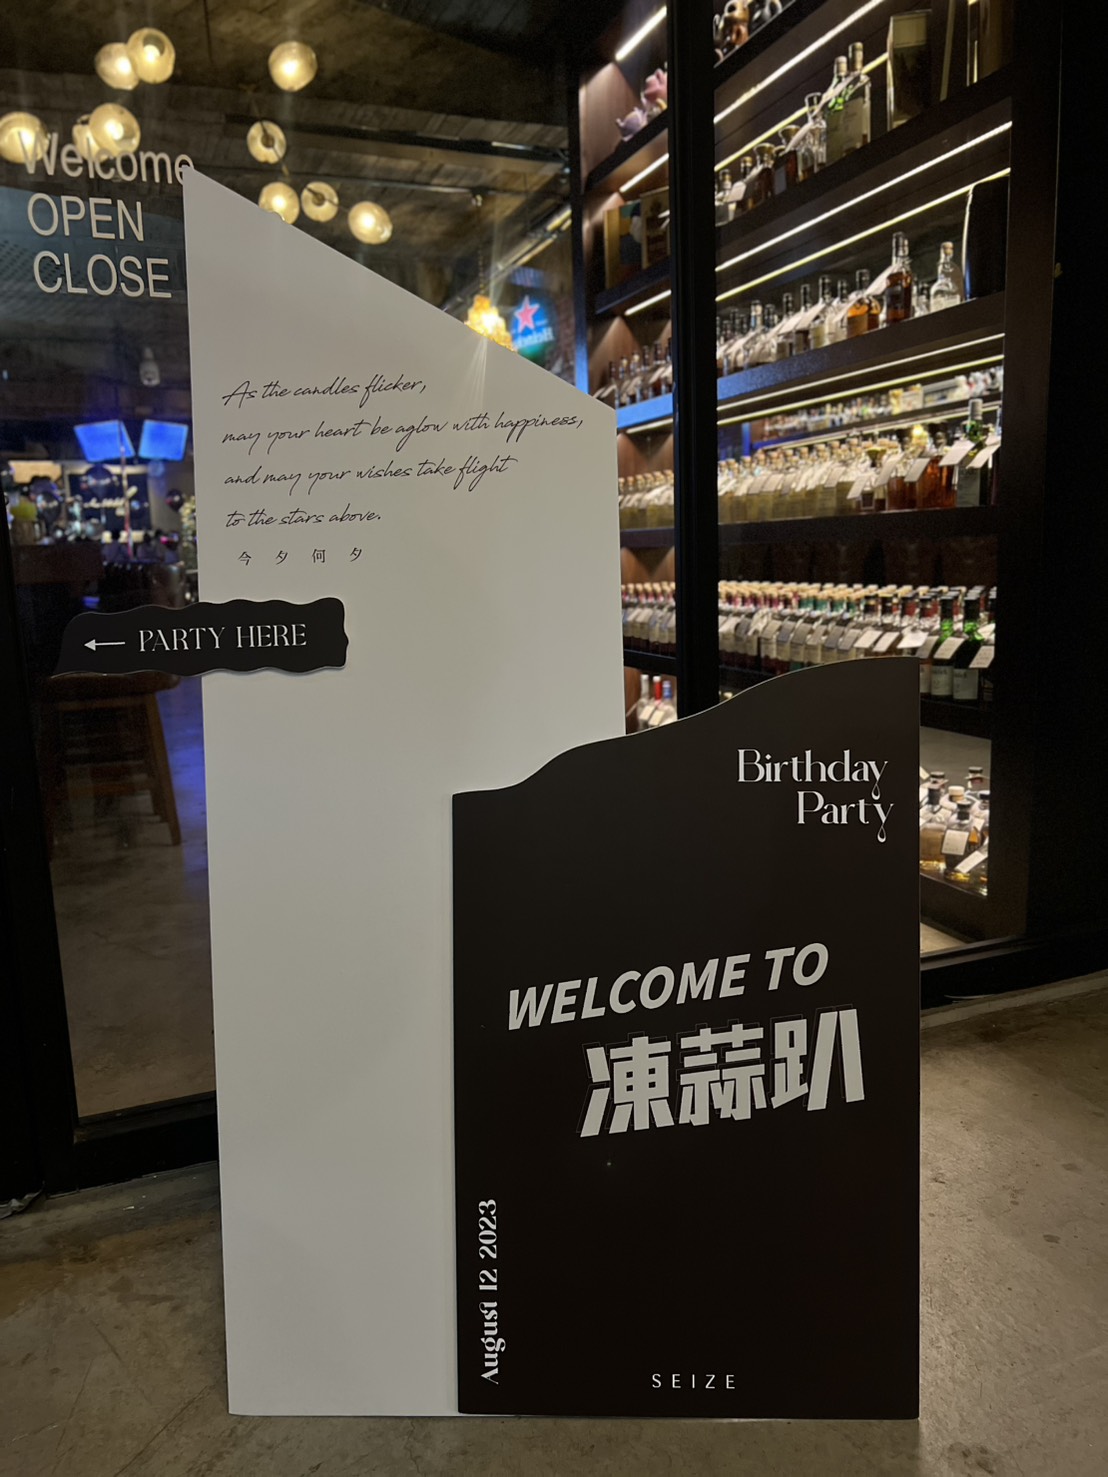 Welcome
OPEN
CLOSE
As the candles flicker,
may your heart be aglow with happiness,
and may your wishes take flight
to the stars above.
今夕何夕
← PARTY HERE
Birthday
Party
WELCOME TO
凍蒜趴
August 12 2023
SEIZE